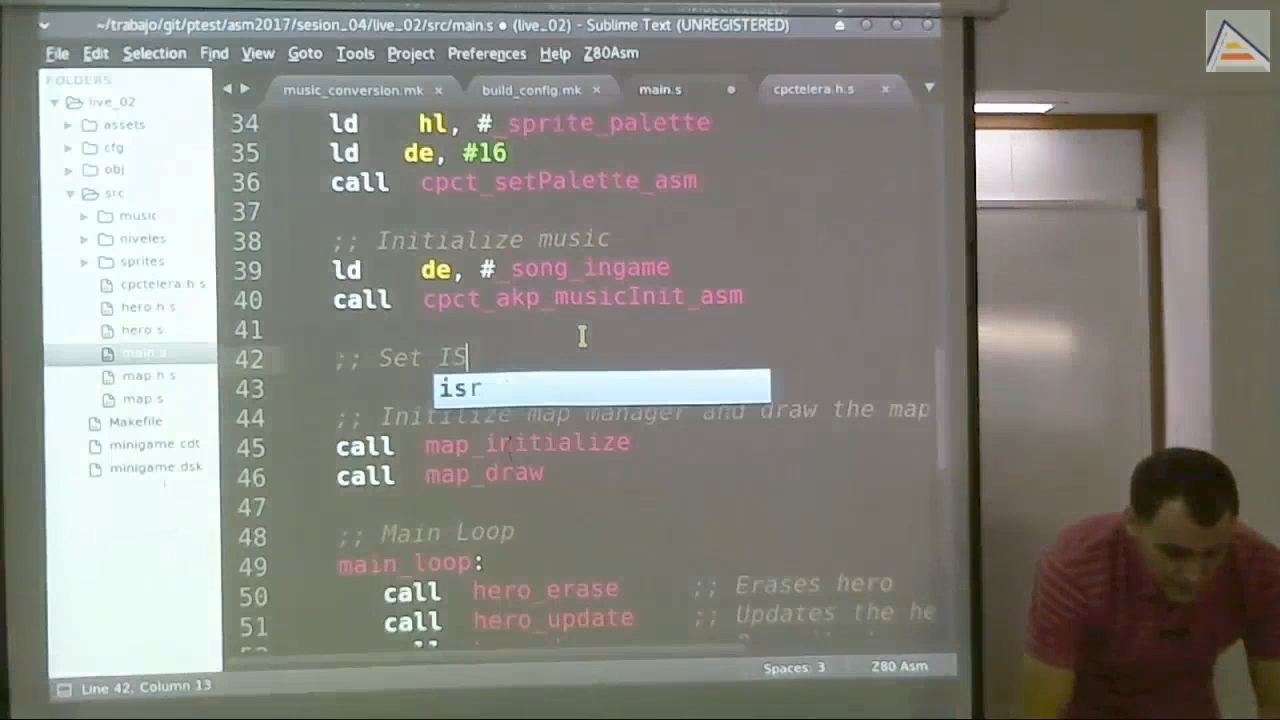 ~/trabajo/git/ptest/asm2017/sesion_04/live_02/src/main.s • (live_02) - Sublime Text (UNREGISTERED)
File Edit Selection Find View Goto Tools Project Preferences Help Z80Asm
FOLDERS
live_02
assets
cfg
obj
src
music
niveles
sprites
cpctelera.h.s
hero.h.s
hero.s
main.s
map.h.s
map.s
Makefile
minigame.cdt
minigame.dsk
music_conversion.mk × build_config.mk × main.s • cpctelera.h.s ×
34 ld hl, #_sprite_palette
35 ld de, #16
36 call cpct_setPalette_asm
37
38 ;; Initialize music
39 ld de, #_song_ingame
40 call cpct_akp_musicInit_asm
41
42 ;; Set IS
isr
43
44 ;; Initilize map manager and draw the map
45 call map_initialize
46 call map_draw
47
48 ;; Main Loop
49 main_loop:
50 call hero_erase ;; Erases hero
51 call hero_update ;; Updates the he
Line 42, Column 13 Spaces: 3 Z80 Asm